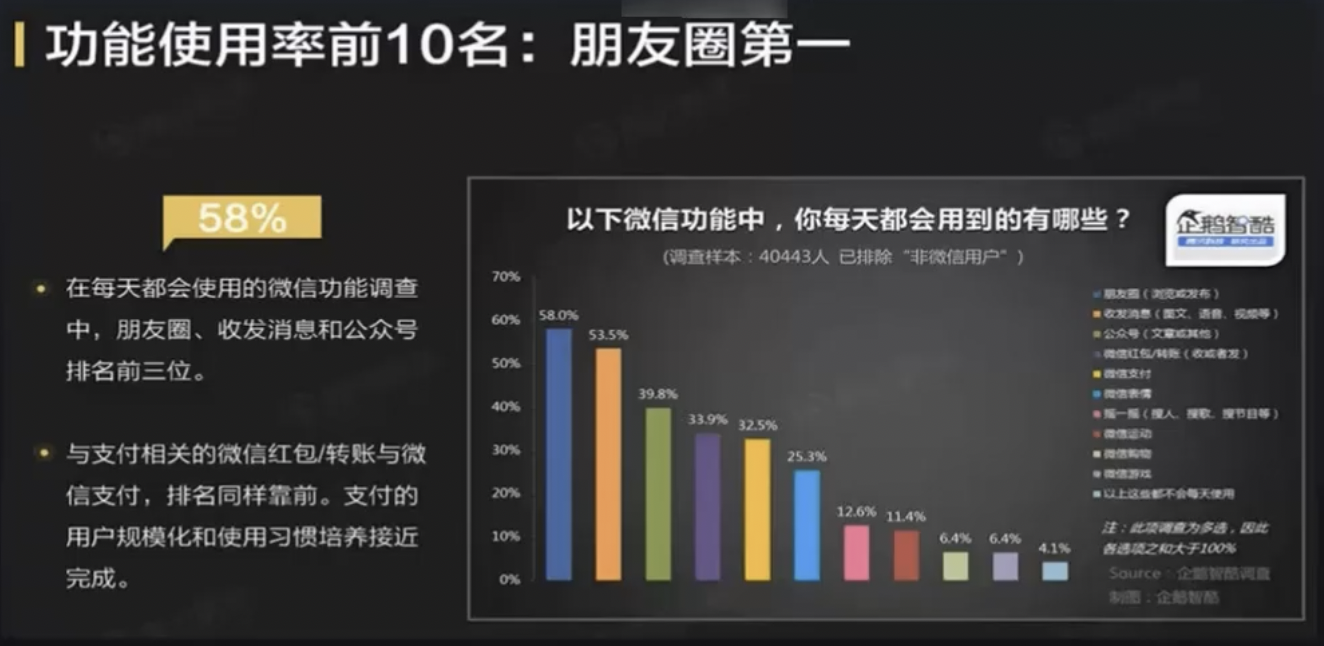 功能使用率前10名：朋友圈第一
58%
在每天都会使用的微信功能调查
中，朋友圈、收发消息和公众号
排名前三位。
与支付相关的微信红包/转账与微
信支付，排名同样靠前。支付的
用户规模化和使用习惯培养接近
完成。
以下微信功能中，你每天都会用到的有哪些？
(调查样本：40443人 已排除“非微信用户”)
企鹅智酷
70%
60%
50%
40%
30%
20%
10%
0%
58.0%
53.5%
39.8%
33.9%
32.5%
25.3%
12.6%
11.4%
6.4%
6.4%
4.1%
朋友圈（浏览或发布）
收发消息（图文、语音、视频等）
公众号（文章或其他）
微信红包/转账（收或者发）
微信支付
微信表情
摇一摇（搜人、搜歌、搜节目等）
微信运动
微信购物
微信游戏
以上这些都不会每天使用
注：此项调查为多选，因此
各选项之和大于100%
Source：企鹅智酷调查
制图：企鹅智酷